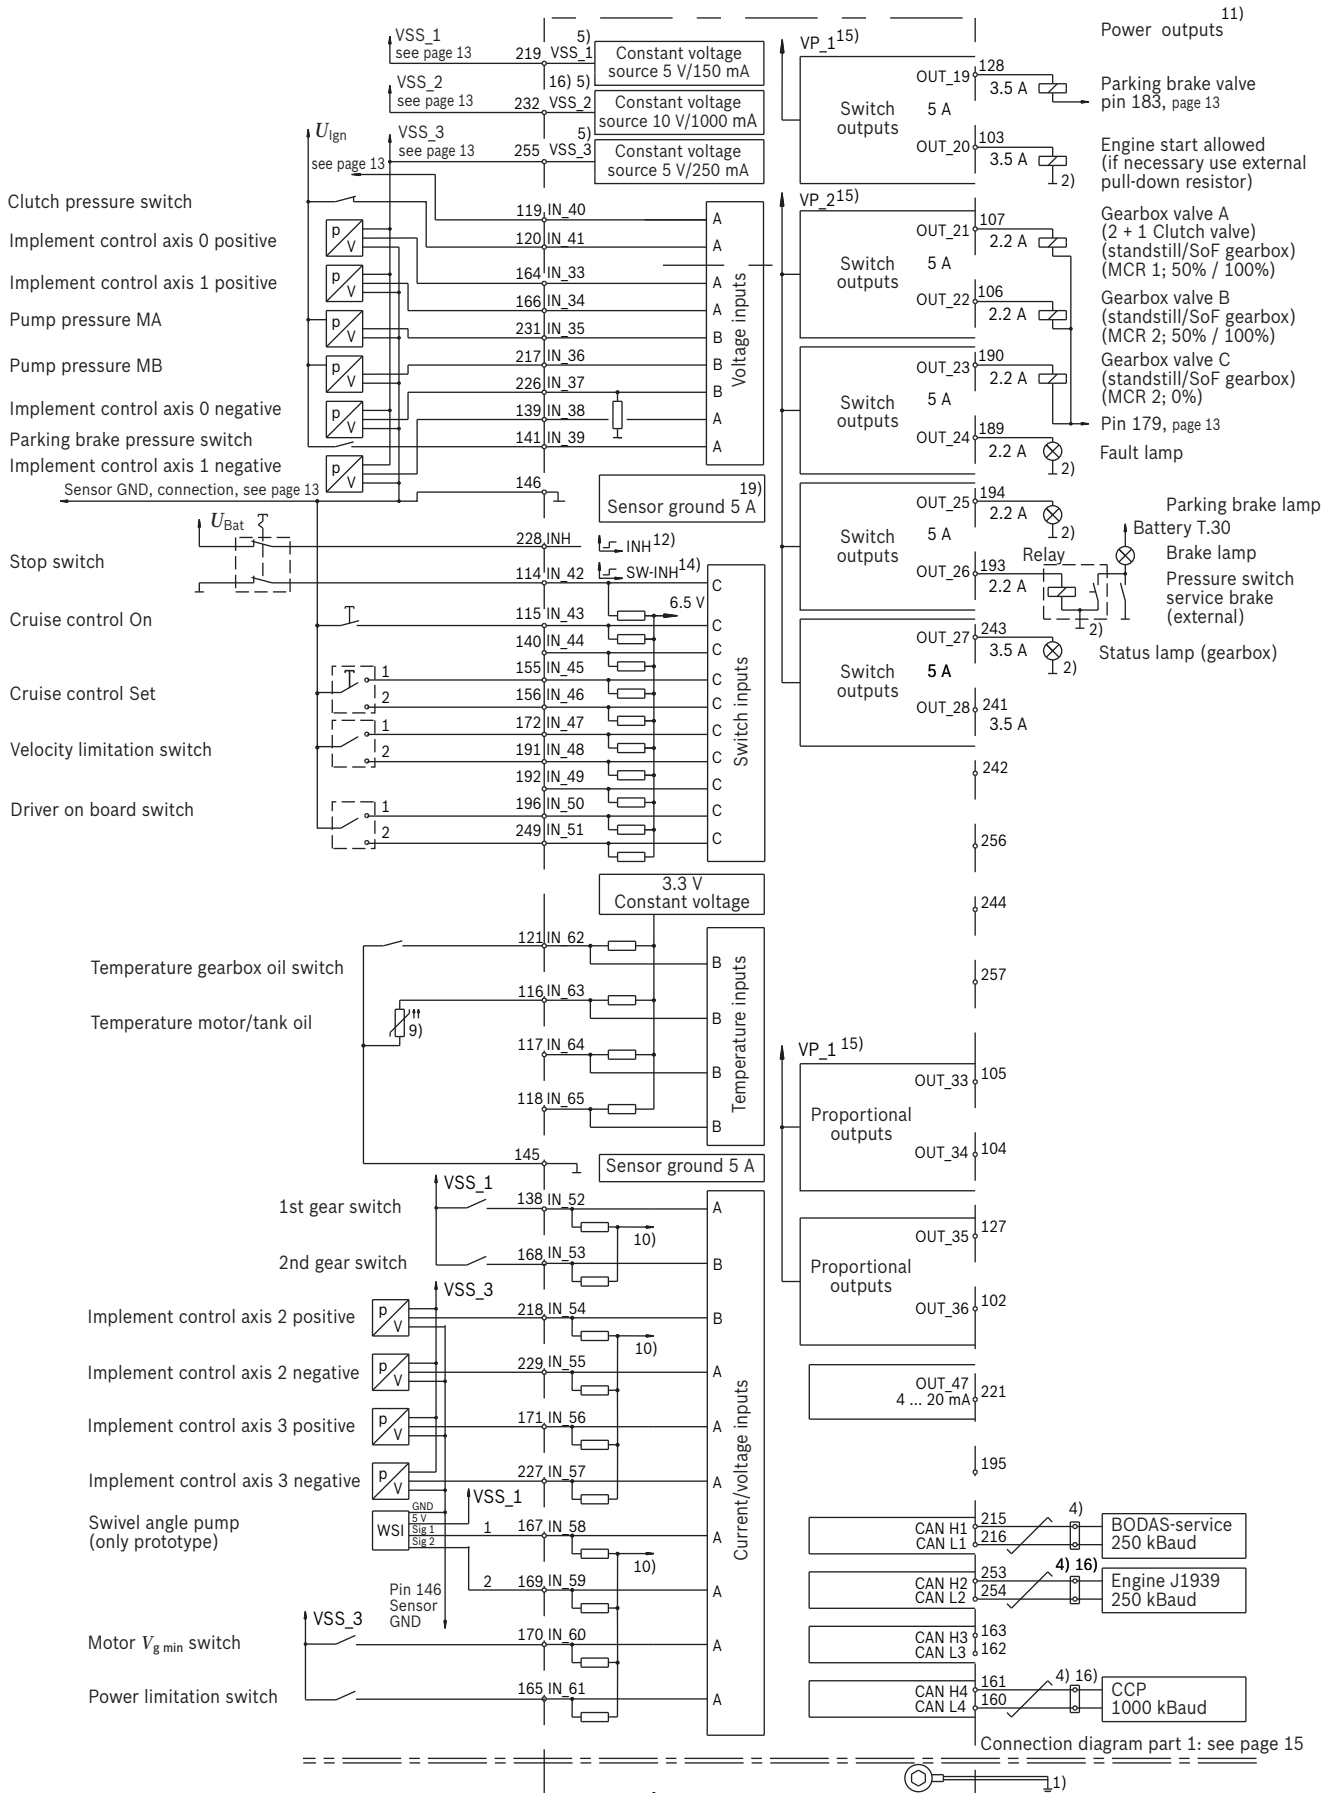 VSS_1
see page 13
5)
219 VSS_1
Constant voltage
source 5 V/150 mA
VSS_2
see page 13
16) 5)
232 VSS_2
Constant voltage
source 10 V/1000 mA
U Ign
VSS_3
see page 13
5)
255 VSS_3
Constant voltage
source 5 V/250 mA
see page 13
Clutch pressure switch
Implement control axis 0 positive
Implement control axis 1 positive
Pump pressure MA
Pump pressure MB
Implement control axis 0 negative
Parking brake pressure switch
Implement control axis 1 negative
p V
p V
p V
p V
p V
p V
119 IN_40 A
120 IN_41 A
164 IN_33 A
166 IN_34 A
231 IN_35 B
217 IN_36 B
226 IN_37 B
139 IN_38 A
141 IN_39 A
Voltage inputs
Sensor GND, connection, see page 13
146
19)
Sensor ground 5 A
U Bat
Stop switch
228 INH
INH 12)
114 IN_42
SW-INH 14)
C
6.5 V
Cruise control On
115 IN_43 C
140 IN_44 C
Cruise control Set
1
155 IN_45 C
2
156 IN_46 C
Velocity limitation switch
1
172 IN_47 C
2
191 IN_48 C
192 IN_49 C
Driver on board switch
1
196 IN_50 C
2
249 IN_51 C
Switch inputs
3.3 V
Constant voltage
Temperature gearbox oil switch
121 IN_62
B
Temperature motor/tank oil
9)
116 IN_63
B
117 IN_64
B
118 IN_65
B
Temperature inputs
145
Sensor ground 5 A
VSS_1
1st gear switch
138 IN_52 A
10)
2nd gear switch
168 IN_53 B
VSS_3
Implement control axis 2 positive
p V
218 IN_54 B
10)
Implement control axis 2 negative
p V
229 IN_55 A
Implement control axis 3 positive
p V
171 IN_56 A
Implement control axis 3 negative
p V
227 IN_57 A
Swivel angle pump
(only prototype)
WSI
GND
5 V
Sig 1
Sig 2
VSS_1
1
167 IN_58 A
10)
2
169 IN_59 A
Pin 146
Sensor
GND
VSS_3
Motor V g min switch
170 IN_60 A
Power limitation switch
165 IN_61 A
Current/voltage inputs
Power outputs 11)
VP_1 15)
Switch
outputs
5 A
OUT_19 128
3.5 A
Parking brake valve
pin 183, page 13
OUT_20 103
3.5 A
2)
Engine start allowed
(if necessary use external
pull-down resistor)
VP_2 15)
Switch
outputs
5 A
OUT_21 107
2.2 A
Gearbox valve A
(2 + 1 Clutch valve)
(standstill/SoF gearbox)
(MCR 1; 50% / 100%)
OUT_22 106
2.2 A
Gearbox valve B
(standstill/SoF gearbox)
(MCR 2; 50% / 100%)
Switch
outputs
5 A
OUT_23 190
2.2 A
Gearbox valve C
(standstill/SoF gearbox)
(MCR 2; 0%)
Pin 179, page 13
OUT_24 189
2.2 A
2)
Fault lamp
Switch
outputs
5 A
OUT_25 194
2.2 A
2)
Parking brake lamp
Battery T.30
Relay
Brake lamp
OUT_26 193
2.2 A
2)
Pressure switch
service brake
(external)
Switch
outputs
5 A
OUT_27 243
3.5 A
2)
Status lamp (gearbox)
OUT_28 241
3.5 A
242
256
244
257
VP_1 15)
Proportional
outputs
OUT_33 105
OUT_34 104
Proportional
outputs
OUT_35 127
OUT_36 102
OUT_47
4 ... 20 mA 221
195
CAN H1 215
CAN L1 216
4)
BODAS-service
250 kBaud
CAN H2 253
CAN L2 254
4) 16)
Engine J1939
250 kBaud
CAN H3 163
CAN L3 162
CAN H4 161
CAN L4 160
4) 16)
CCP
1000 kBaud
Connection diagram part 1: see page 15
1)